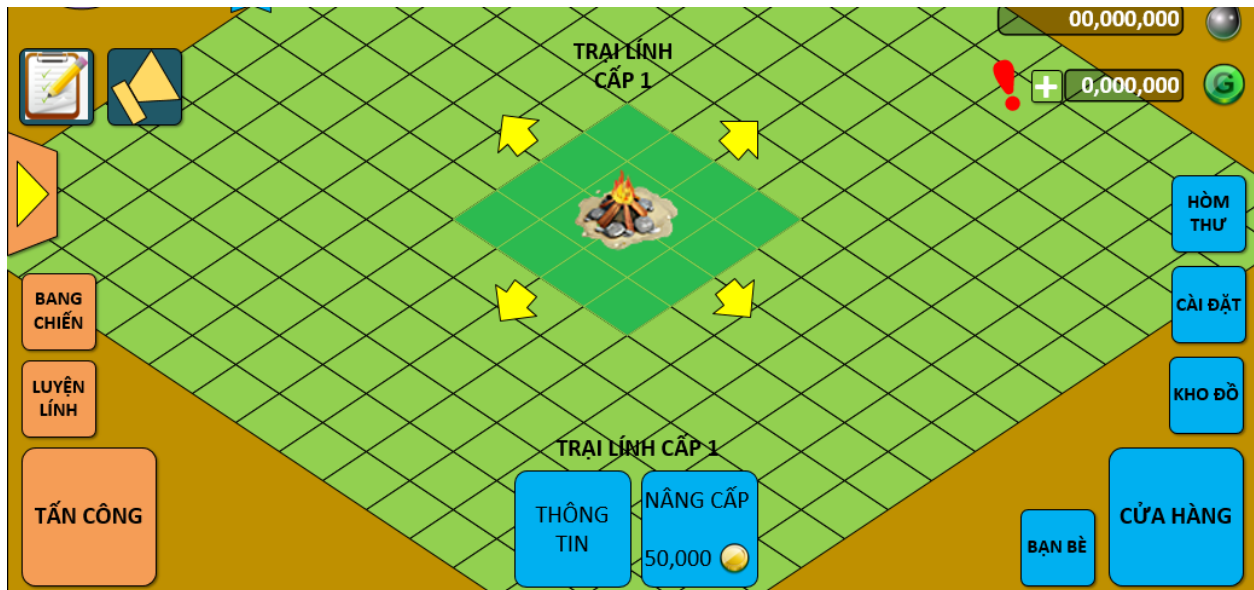 00,000,000
TRẠI LÍNH
CẤP 1
0,000,000
G
HÒM
THƯ
BANG
CHIẾN
CÀI ĐẶT
LUYỆN
LÍNH
KHO ĐỒ
TRẠI LÍNH CẤP 1
TẤN CÔNG
THÔNG
TIN
NÂNG CẤP
50,000
BẠN BÈ
CỬA HÀNG